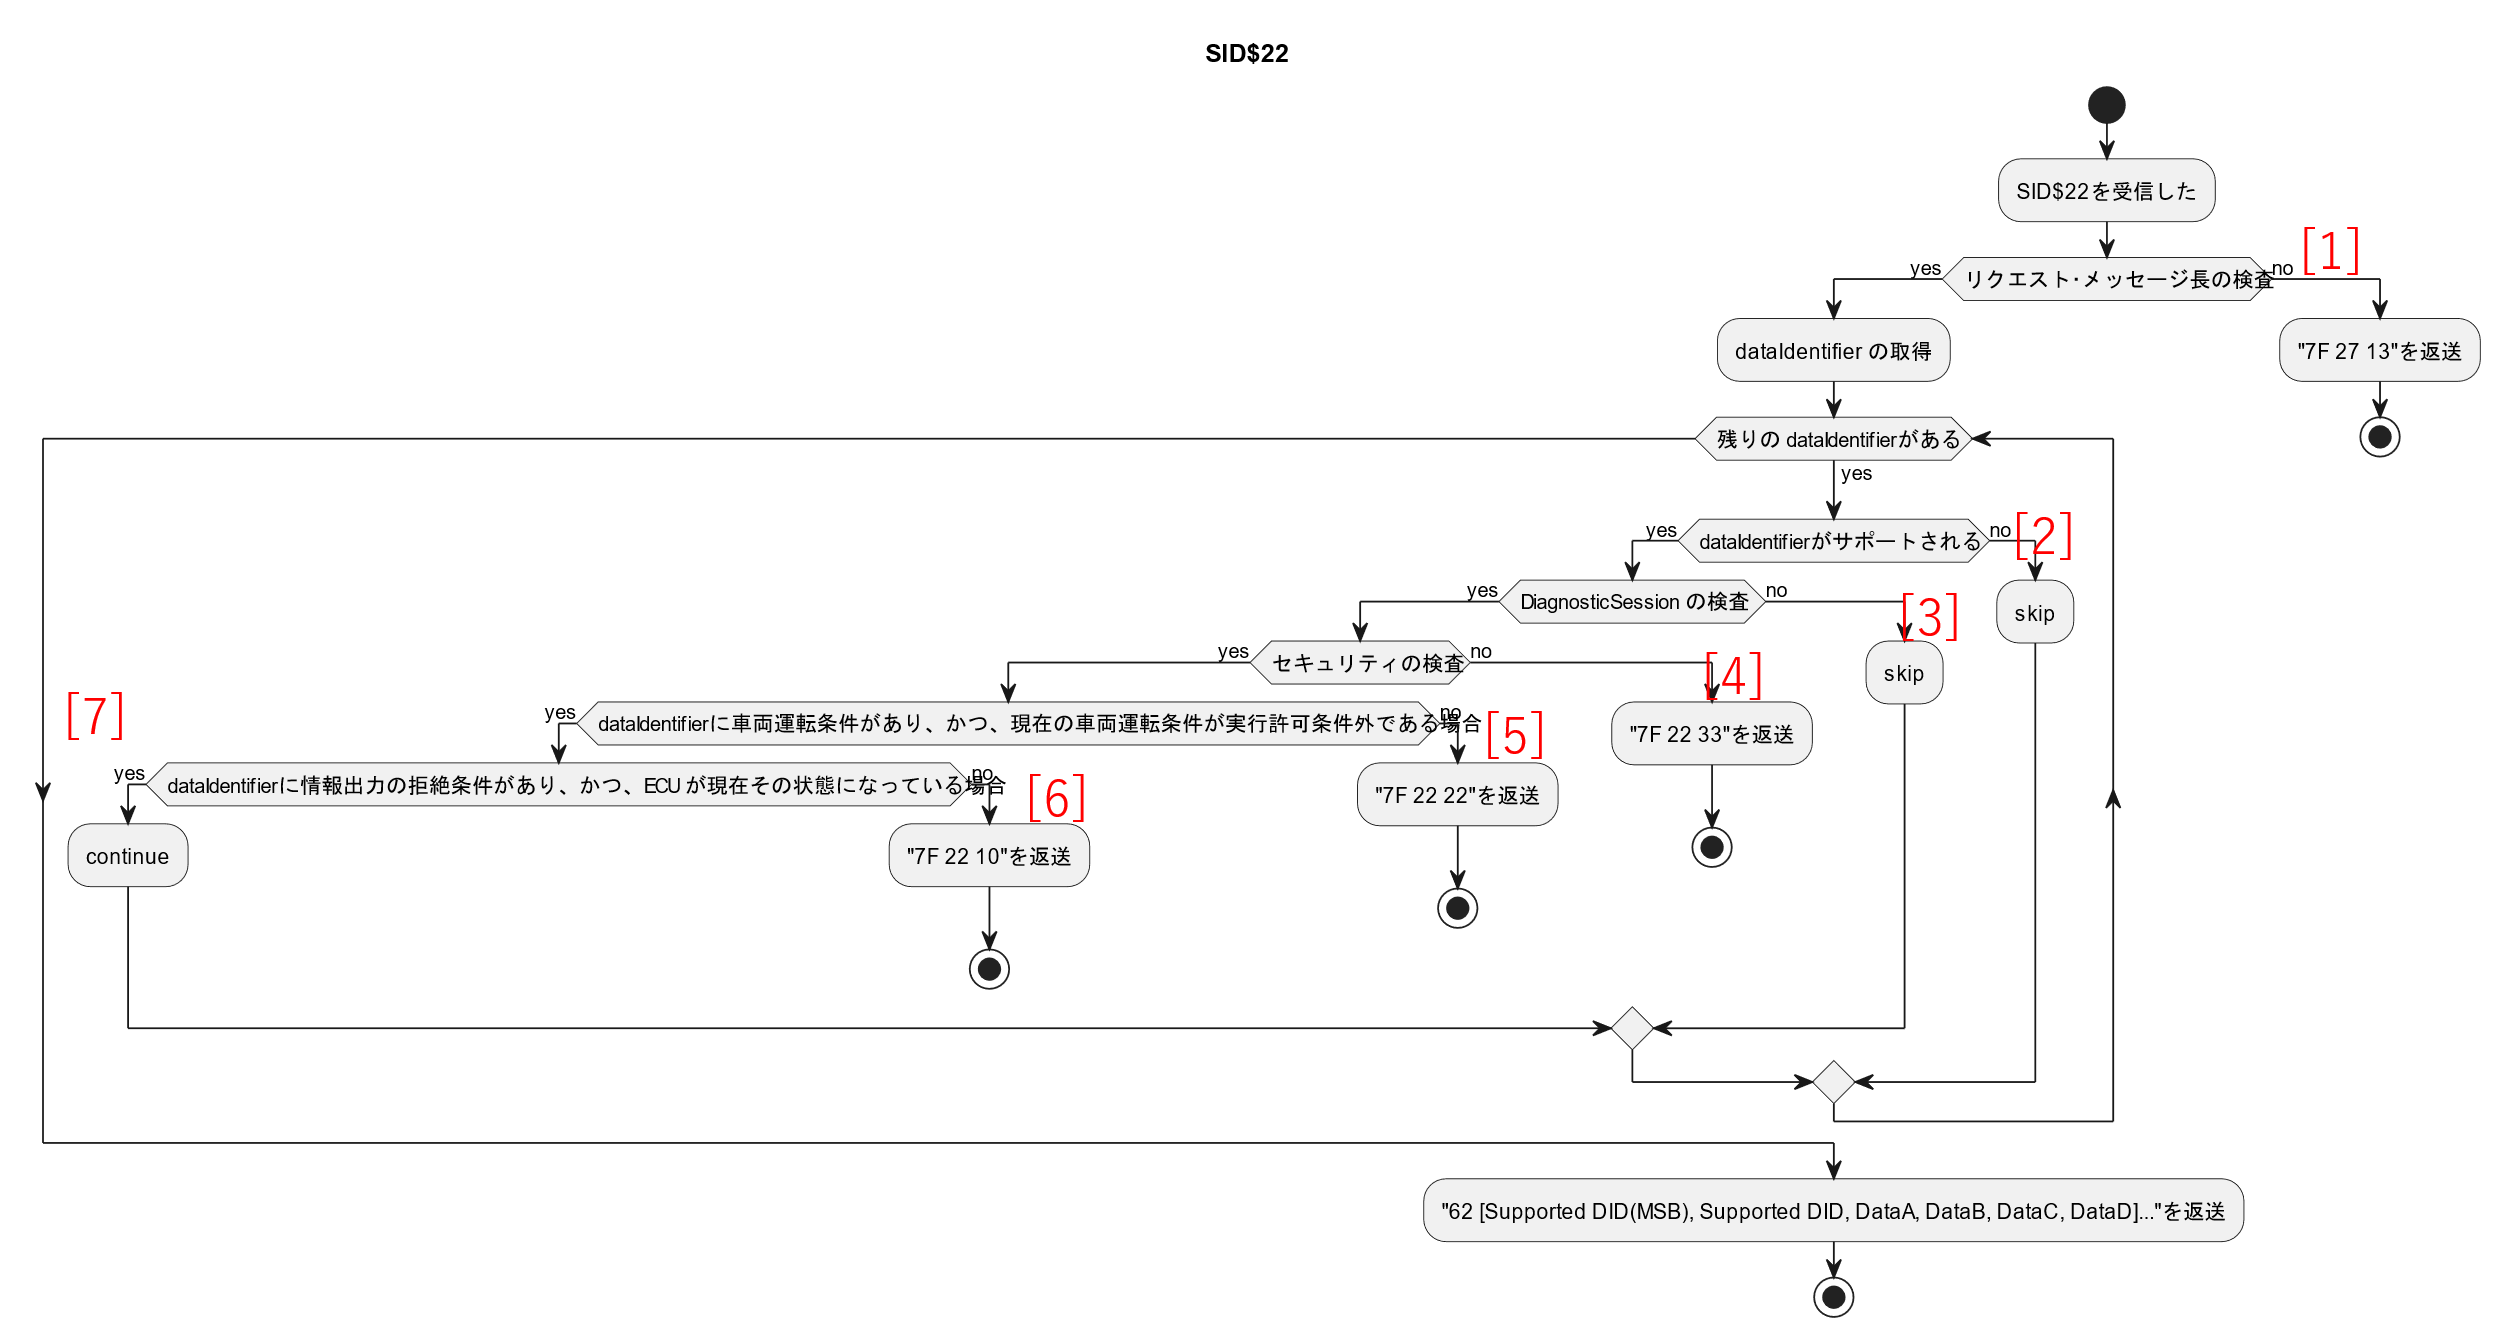 SID$22
SID$22を受信した
[1]
yes
リクエスト・メッセージ長の検査
no
dataIdentifier の取得
"7F 27 13"を返送
残りの dataIdentifierがある
yes
[2]
yes
dataIdentifierがサポートされる
no
yes
DiagnosticSession の検査
no
[3]
skip
yes
セキュリティの検査
no
[4]
skip
[7]
yes
dataIdentifierに車両運転条件があり、かつ、現在の車両運転条件が実行許可条件外である場合
no
[5]
"7F 22 33"を返送
yes
dataIdentifierに情報出力の拒絶条件があり、かつ、ECU が現在その状態になっている場合
no
[6]
"7F 22 22"を返送
continue
"7F 22 10"を返送
"62 [Supported DID(MSB), Supported DID, DataA, DataB, DataC, DataD]..."を返送